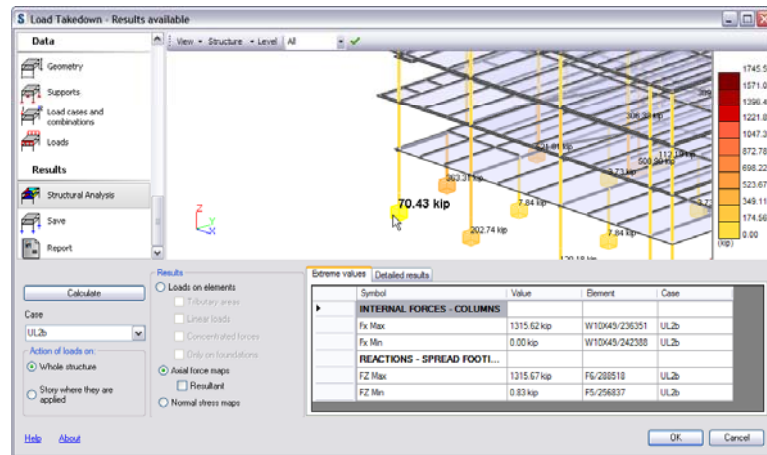 Load Takedown - Results available
Data
View
Structure
Level
All
Geometry
Supports
Load cases and
combinations
Loads
Results
Structural Analysis
Save
Report
Z
Y
X
70.43 kip
363.31 kip
202.74 kip
7.84 kip
3.73 kip
7.84 kip
112.19 kip
1571.0
1396.4
1221.8
1047.3
872.78
698.22
523.67
349.11
174.56
0.00
(kip)
Calculate
Case
UL2b
Action of loads on:
Whole structure
Story where they are
applied
Results
Loads on elements
Tributary areas
Linear loads
Concentrated forces
Only on foundations
Axial force maps
Resultant
Normal stress maps
Extreme values
Detailed results
Symbol Value Element Case
INTERNAL FORCES - COLUMNS
Fx Max 1315.62 kip W10X49/236351 UL2b
Fx Min 0.00 kip W10X49/242388 UL2b
REACTIONS - SPREAD FOOTI...
FZ Max 1315.67 kip F6/288518 UL2b
FZ Min 0.83 kip F5/256837 UL2b
Help
About
OK
Cancel